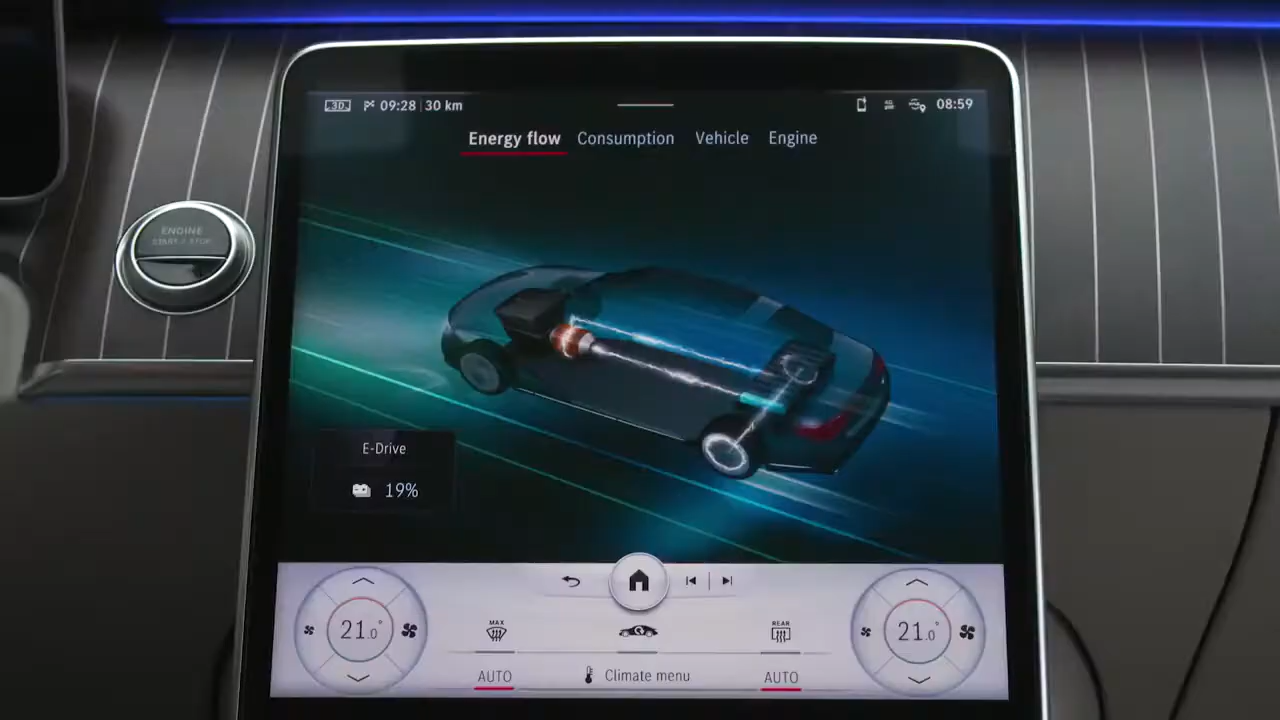 3D 09:28 30 km
4G 08:59
Energy flow Consumption Vehicle Engine
ENGINE
START / STOP
E-Drive
19%
21.0°
MAX
REAR
21.0°
AUTO Climate menu AUTO